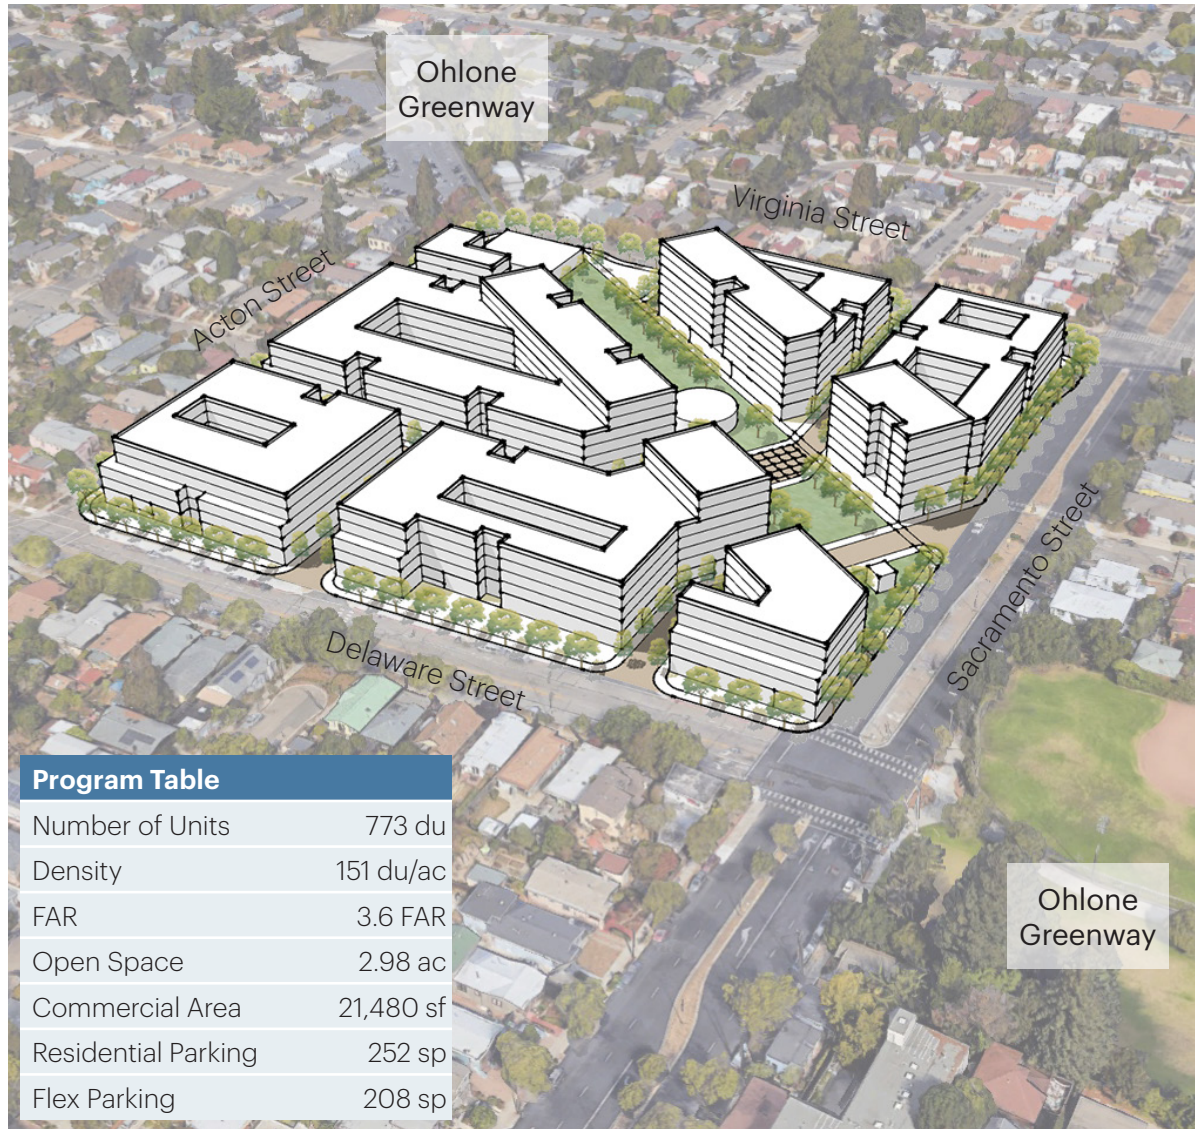 Ohlone
Greenway
Virginia Street
Acton Street
Sacramento Street
Delaware Street
Program Table
Number of Units 773 du
Density 151 du/ac
FAR 3.6 FAR
Open Space 2.98 ac
Commercial Area 21,480 sf
Residential Parking 252 sp
Flex Parking 208 sp
Ohlone
Greenway